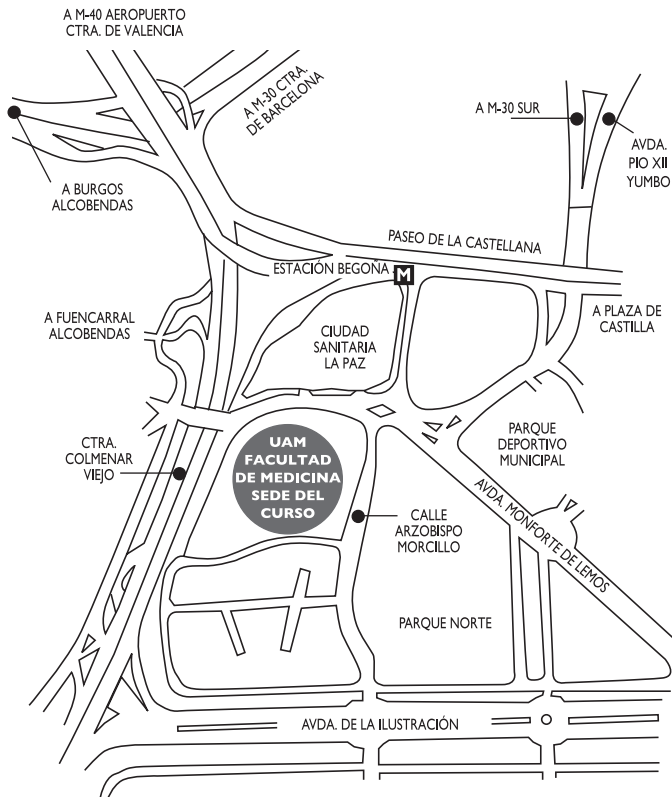 A M-40 AEROPUERTO
CTRA. DE VALENCIA
A M-30 CTRA.
DE BARCELONA
A M-30 SUR
AVDA.
PIO XII
YUMBO
A BURGOS
ALCOBENDAS
PASEO DE LA CASTELLANA
ESTACIÓN BEGOÑA
M
A FUENCARRAL
ALCOBENDAS
CIUDAD
SANITARIA
LA PAZ
A PLAZA DE
CASTILLA
CTRA.
COLMENAR
VIEJO
UAM
FACULTAD
DE MEDICINA
SEDE DEL
CURSO
PARQUE
DEPORTIVO
MUNICIPAL
AVDA. MONFORTE DE LEMOS
CALLE
ARZOBISPO
MORCILLO
PARQUE NORTE
AVDA. DE LA ILUSTRACIÓN